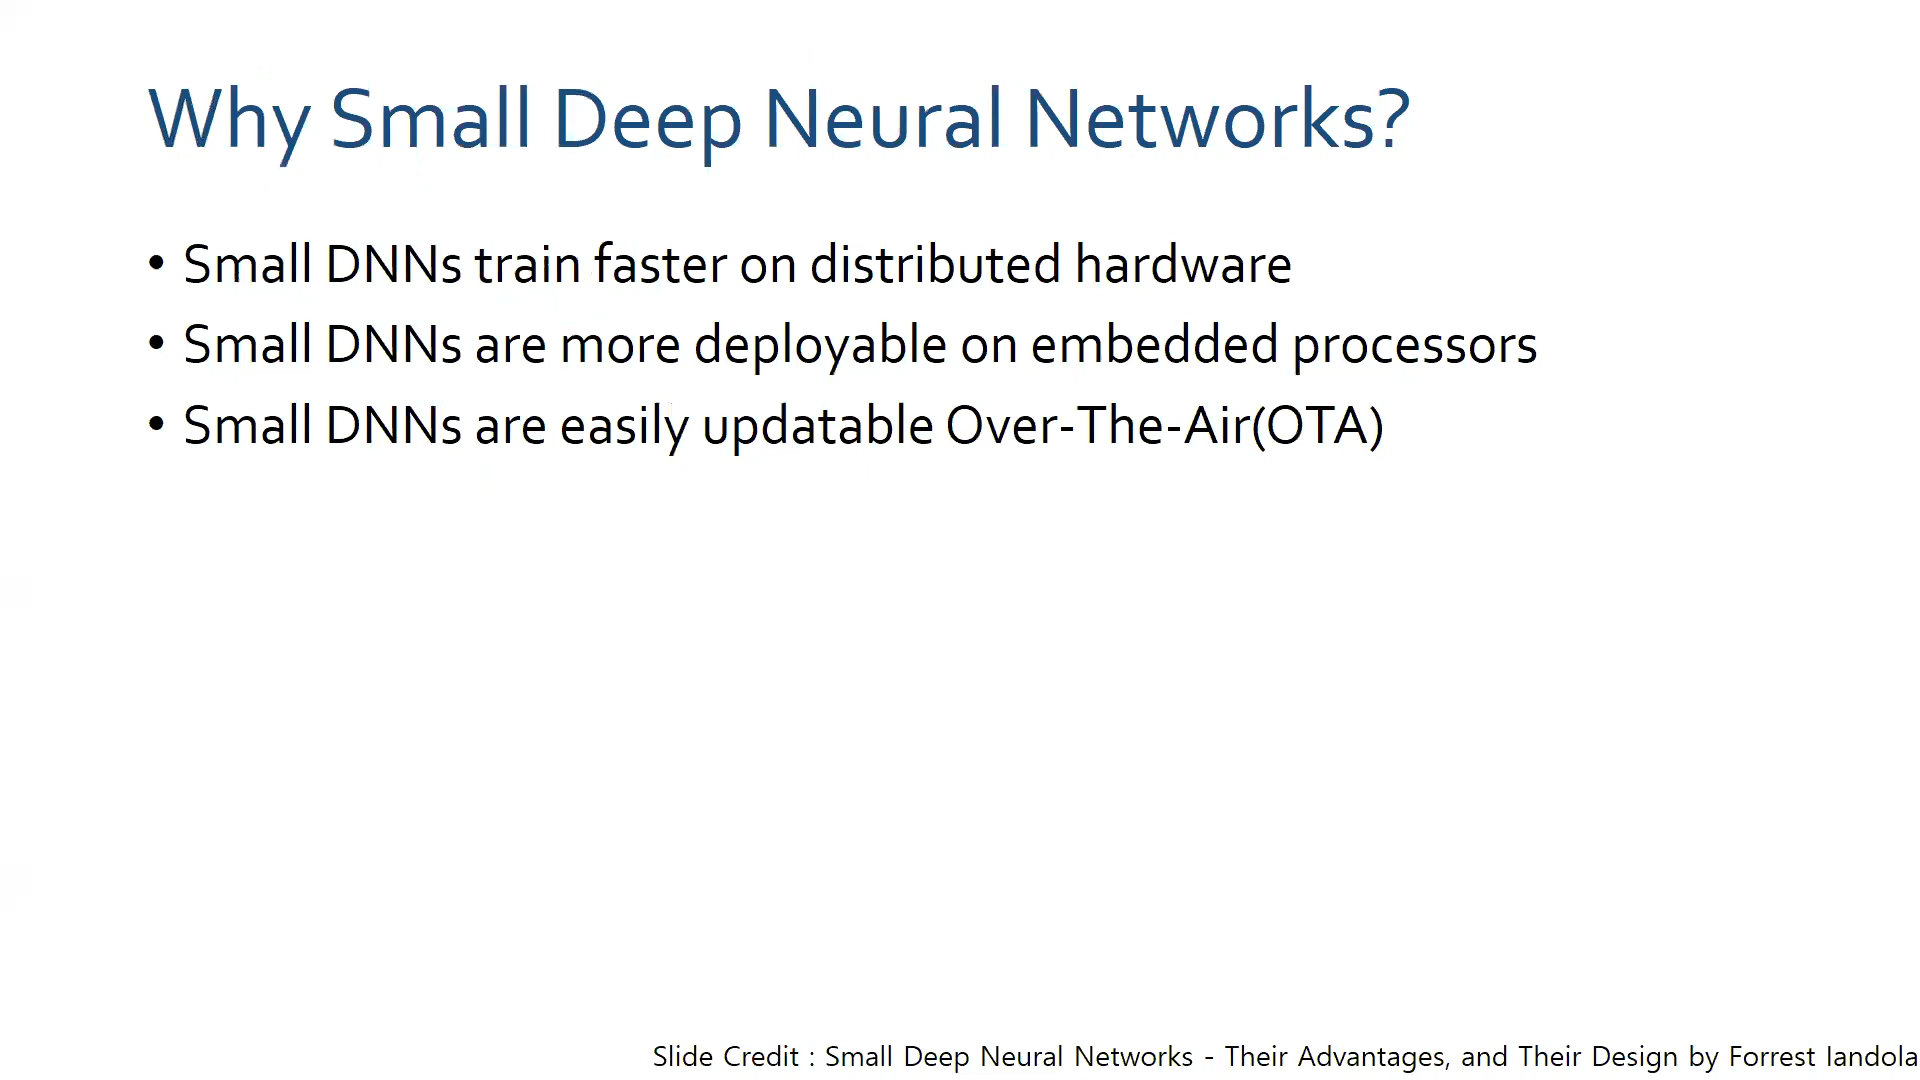 Why Small Deep Neural Networks?
• Small DNNs train faster on distributed hardware
• Small DNNs are more deployable on embedded processors
• Small DNNs are easily updatable Over-The-Air(OTA)
Slide Credit : Small Deep Neural Networks - Their Advantages, and Their Design by Forrest Iandola